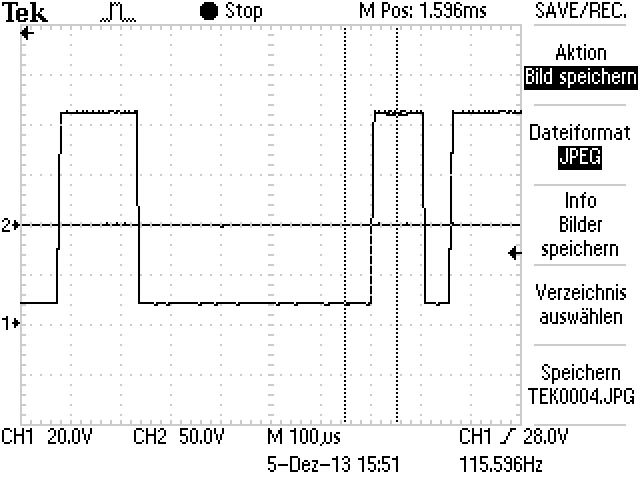 Tek Stop M Pos: 1.596ms SAVE/REC.
Aktion
Bild speichern
Dateiformat
JPEG
Info
Bilder
speichern
2
1
Verzeichnis
auswählen
Speichern
TEK0004.JPG
CH1 20.0V CH2 50.0V M 100µs CH1 28.0V
5-Dez-13 15:51 115.596Hz